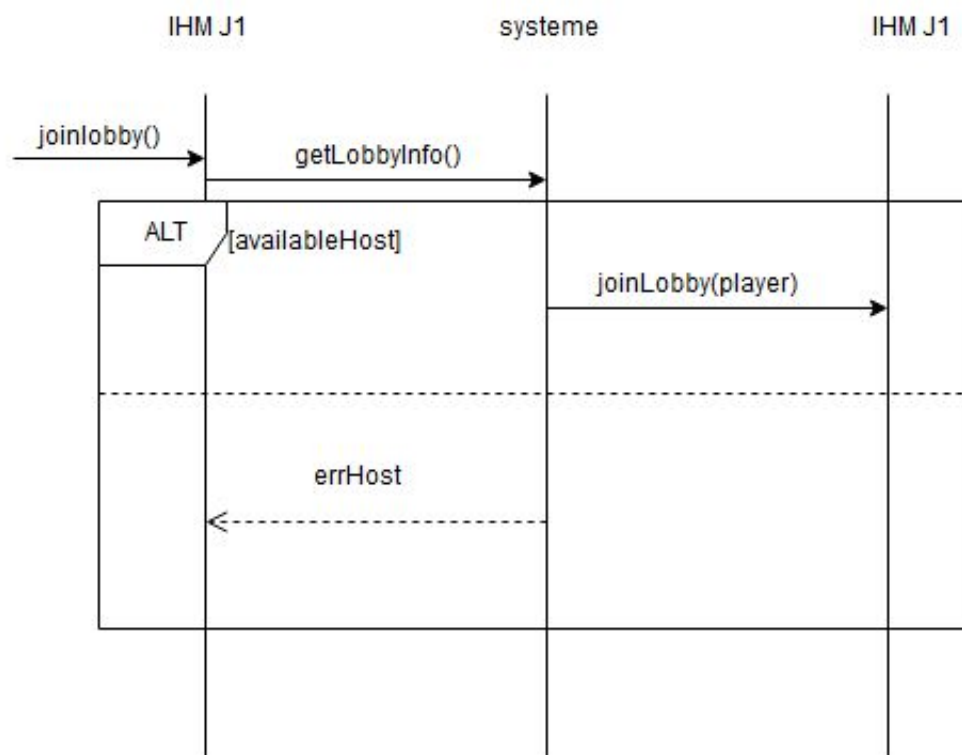 IHM J1
systeme
IHM J1
joinlobby()
getLobbyInfo()
ALT
[availableHost]
joinLobby(player)
errHost